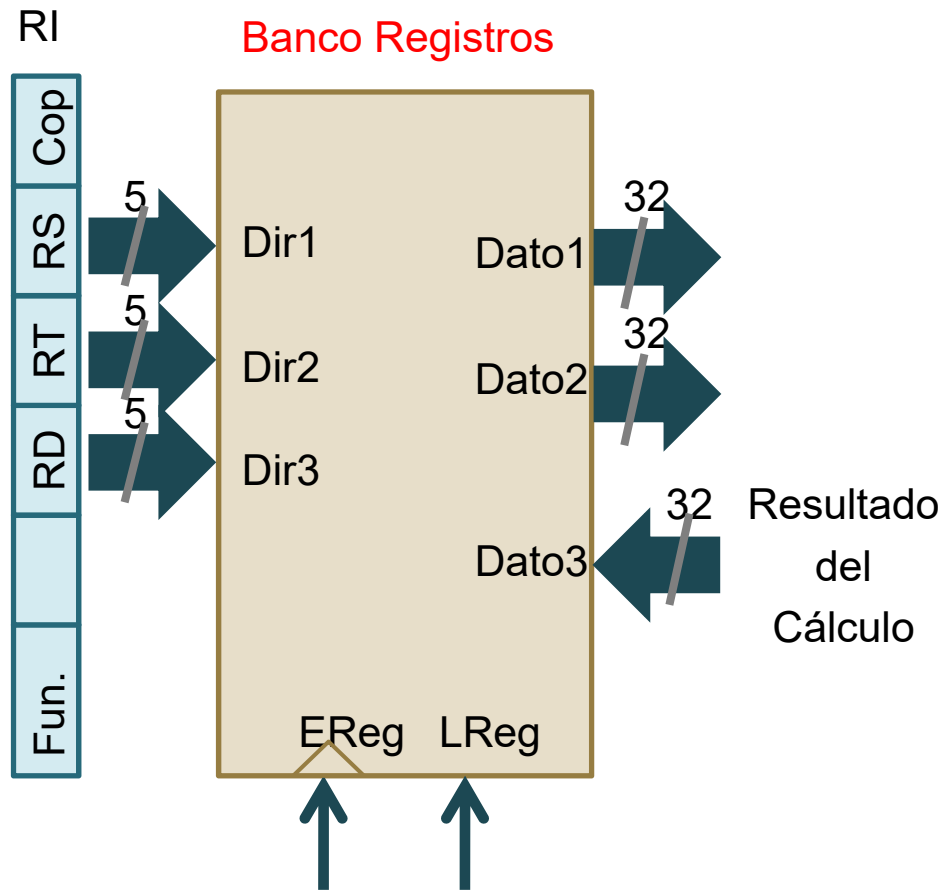 RI
Banco Registros
Cop
RS
RT
RD
Fun.
5
5
5
Dir1
Dir2
Dir3
Dato1
Dato2
Dato3
32
32
32
Resultado
del
Cálculo
EReg
LReg